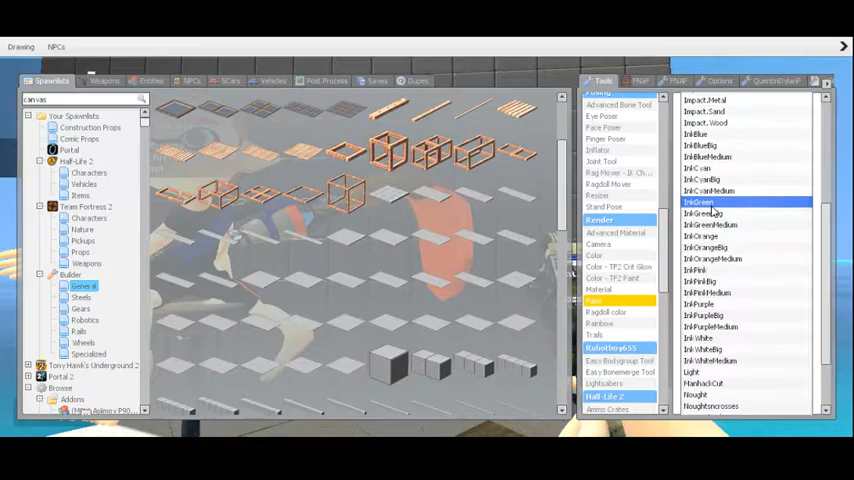 Drawing NPCs
Spawnlists Weapons Entities NPCs SCars Vehicles Post Process Saves Dupes
canvas
Your Spawnlists
Construction Props
Comic Props
Portal
Half-Life 2
Characters
Vehicles
Items
Team Fortress 2
Characters
Nature
Pickups
Props
Weapons
Builder
General
Steels
Gears
Robotics
Rails
Wheels
Specialized
Tony Hawk's Underground 2
Portal 2
Browse
Addons
Tools FNaF FNAF Options QuentonDylanP
Posing
Advanced Bone Tool
Eye Poser
Face Poser
Finger Poser
Inflator
Joint Tool
Rag Mover - IK Ch...
Ragdoll Mover
Resizer
Stand Pose
Render
Advanced Material
Camera
Color
Color - TF2 Crit Glow
Color - TF2 Paint
Material
Paint
Ragdoll color
Rainbow
Trails
Robotboy655
Easy Bodygroup Tool
Easy Bonemerge Tool
Lightsabers
Half-Life 2
Ammo Crates
Impact.Metal
Impact.Sand
Impact.Wood
InkBlue
InkBlueBig
InkBlueMedium
InkCyan
InkCyanBig
InkCyanMedium
InkGreen
InkGreenBig
InkGreenMedium
InkOrange
InkOrangeBig
InkOrangeMedium
InkPink
InkPinkBig
InkPinkMedium
InkPurple
InkPurpleBig
InkPurpleMedium
InkWhite
InkWhiteBig
InkWhiteMedium
Light
ManhackCut
Nought
Noughtsncrosses